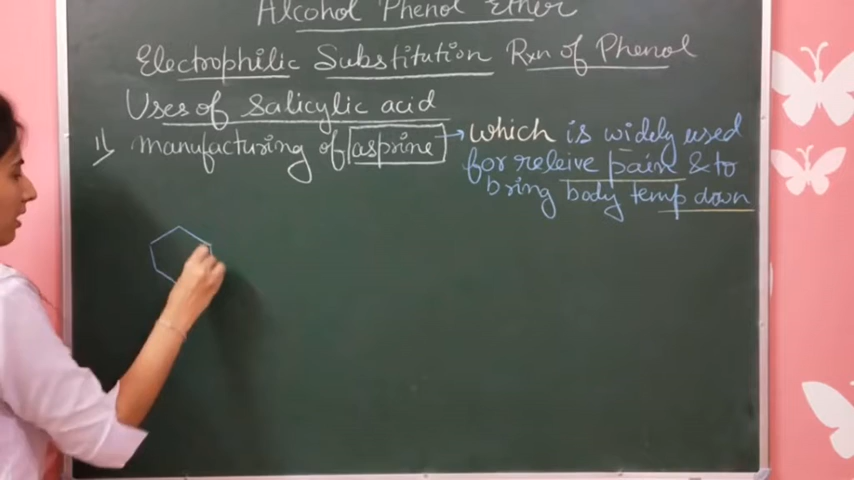 Alcohol Phenol Ether
Electrophilic Substitution Rxn of Phenol
Uses of Salicylic acid
1) manufacturing of asprine → which is widely used
for releive pain & to
bring body temp down